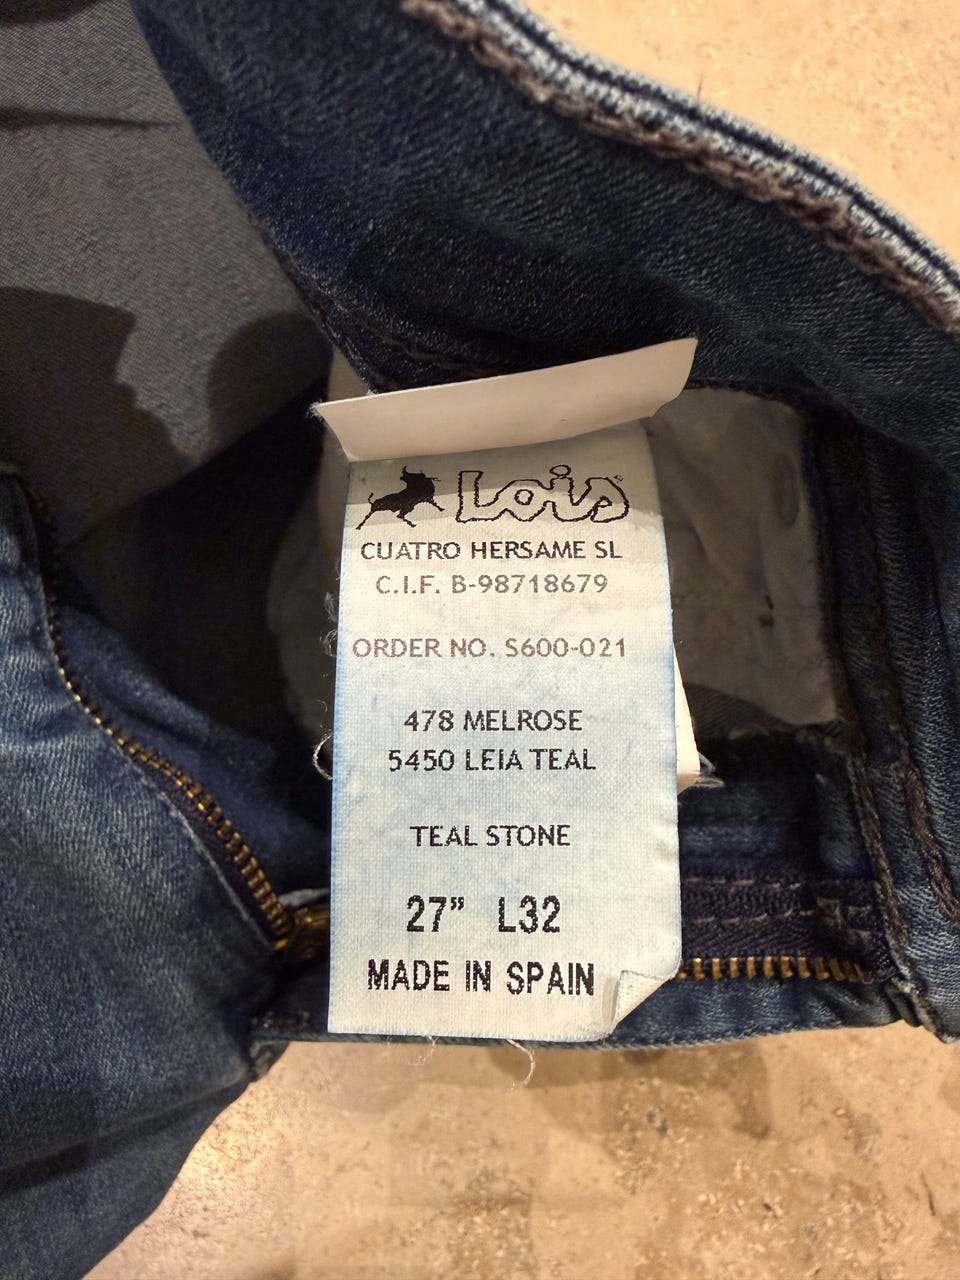 Lois
CUATRO HERSAME SL
C.I.F. B-98718679
ORDER NO. S600-021
478 MELROSE
5450 LEIA TEAL
TEAL STONE
27” L32
MADE IN SPAIN